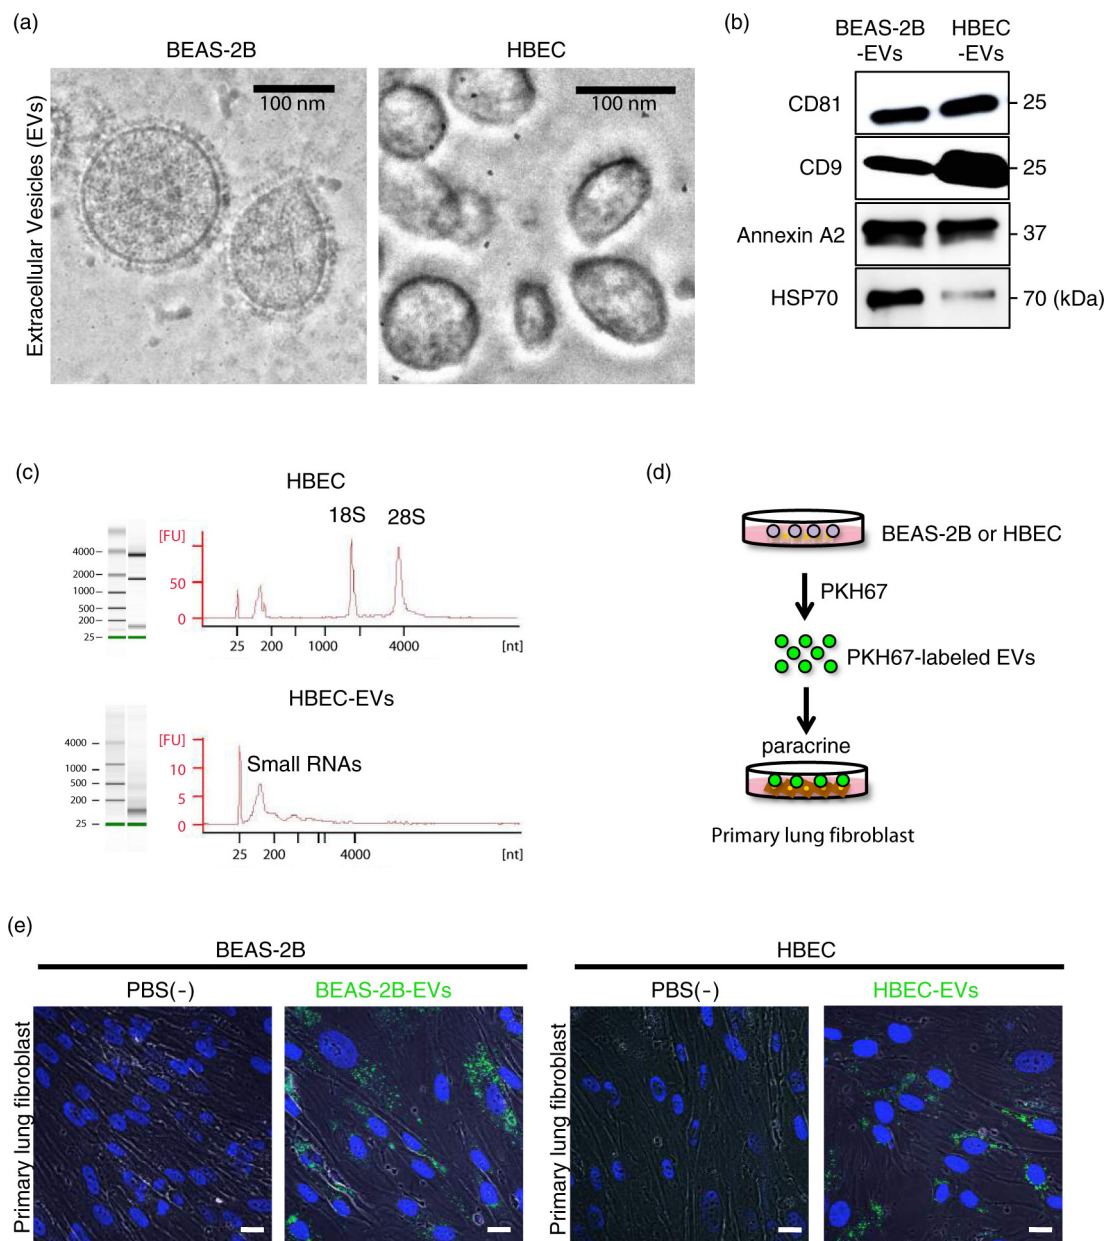 (a)
BEAS-2B
HBEC
Extracellular Vesicles (EVs)
100 nm
100 nm
(b)
BEAS-2B
-EVs
HBEC
-EVs
CD81
25
CD9
25
Annexin A2
37
HSP70
70 (kDa)
(c)
HBEC
18S
28S
[FU]
4000
2000
1000
500
200
25
50
0
25
200
1000
4000
[nt]
HBEC-EVs
[FU]
Small RNAs
4000
1000
500
200
25
10
5
0
25
200
4000
[nt]
(d)
BEAS-2B or HBEC
PKH67
PKH67-labeled EVs
paracrine
Primary lung fibroblast
(e)
BEAS-2B
HBEC
PBS(-)
BEAS-2B-EVs
PBS(-)
HBEC-EVs
Primary lung fibroblast
Primary lung fibroblast